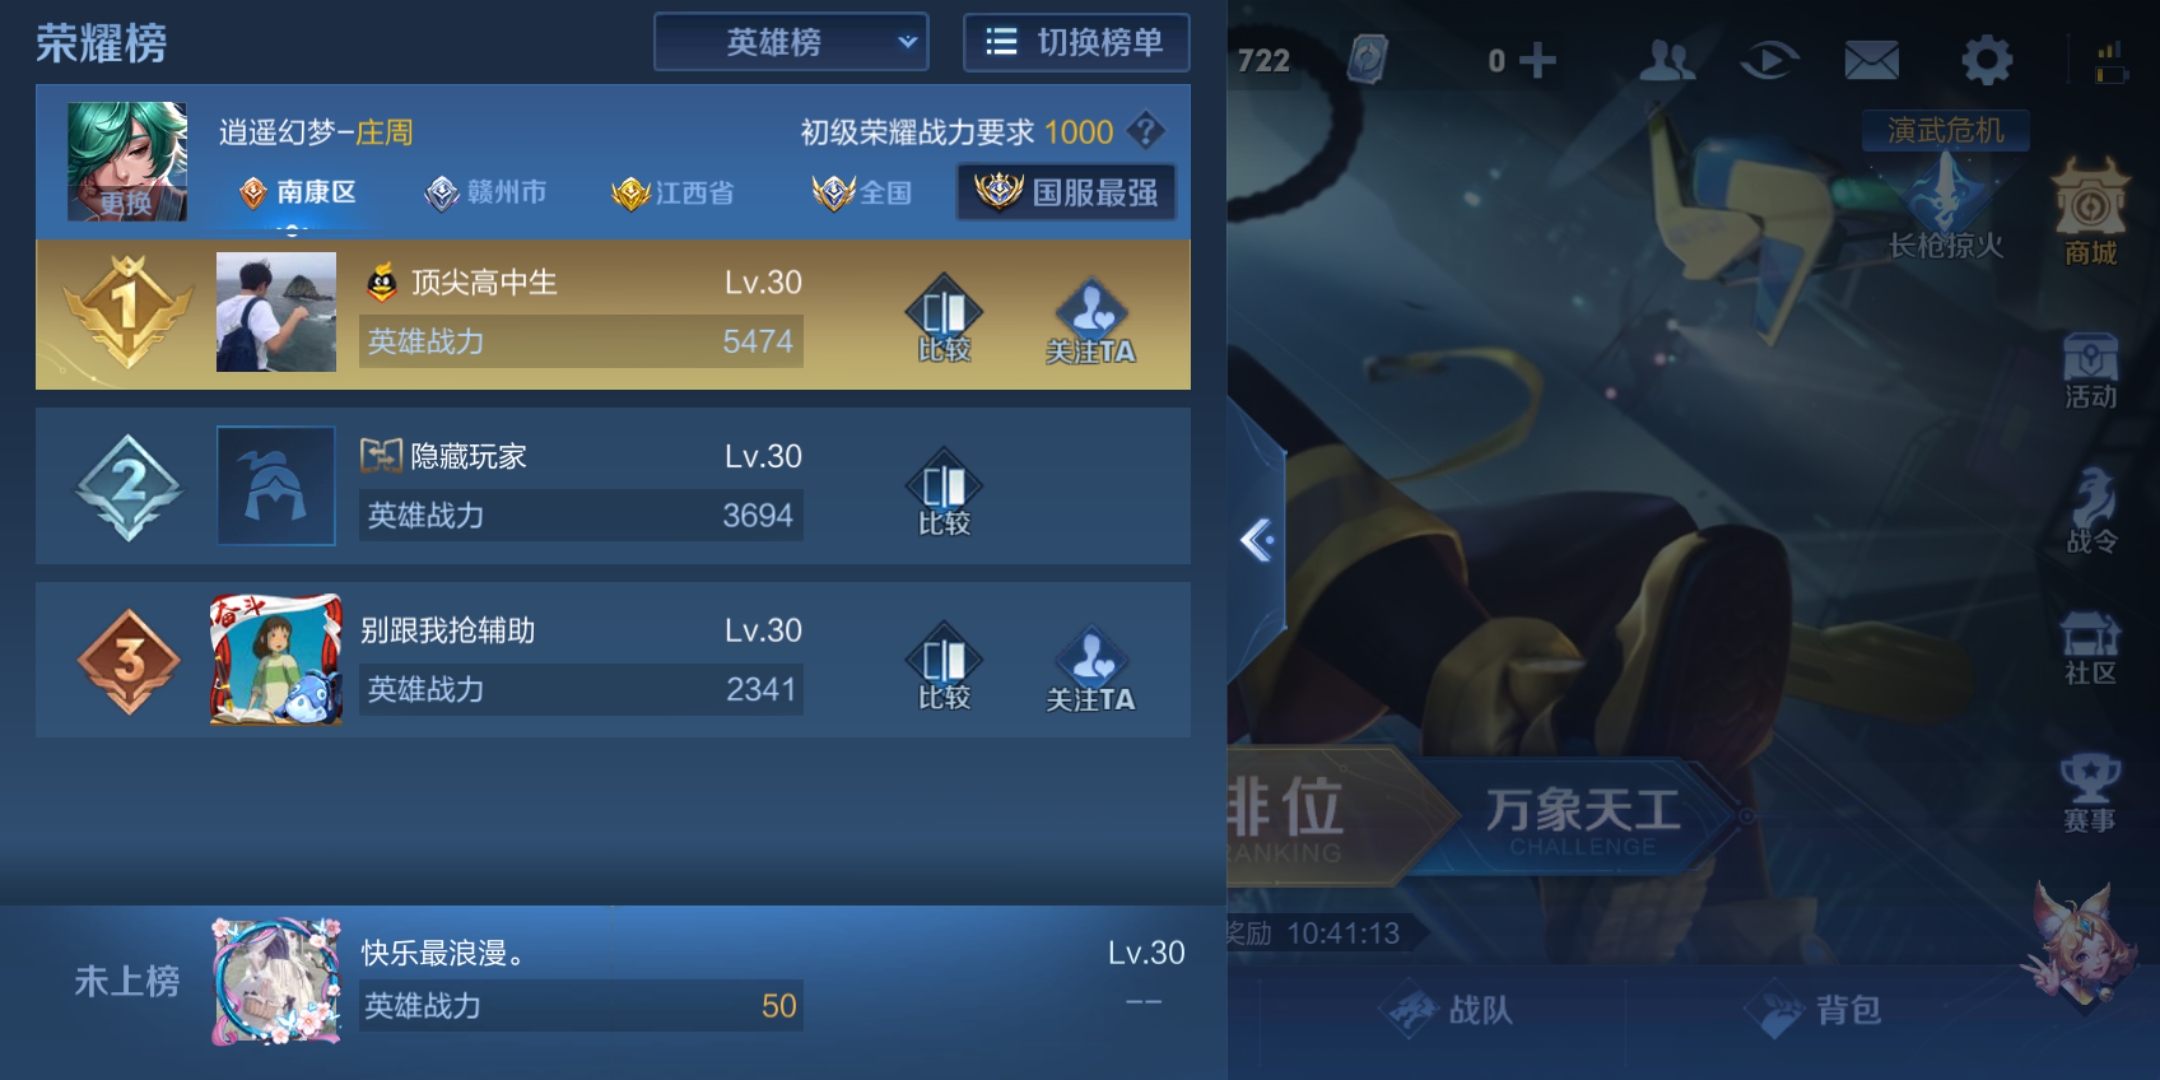 荣耀榜
英雄榜
切换榜单
逍遥幻梦-庄周
初级荣耀战力要求 1000 ?
更换
南康区
赣州市
江西省
全国
国服最强
1
顶尖高中生
Lv.30
英雄战力
5474
比较
关注TA
2
隐藏玩家
Lv.30
英雄战力
3694
比较
3
奋斗
别跟我抢辅助
Lv.30
英雄战力
2341
比较
关注TA
未上榜
快乐最浪漫。
Lv.30
英雄战力
50
--
722
0
演武危机
长枪掠火
商城
活动
战令
社区
赛事
排位
RANKING
万象天工
CHALLENGE
奖励 10:41:13
战队
背包